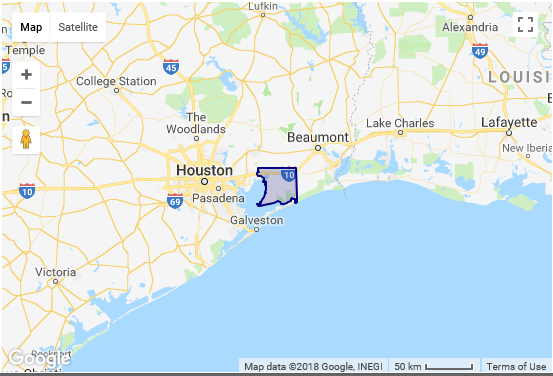 Map Satellite
Temple
Lufkin
Alexandria
45
49
LOUISI
College Station
The
Woodlands
Beaumont
Lake Charles
Lafayette
New Iberia
Houston
10
10
Pasadena
69
Galveston
Victoria
Rockport
Google
Map data ©2018 Google, INEGI 50 km Terms of Use